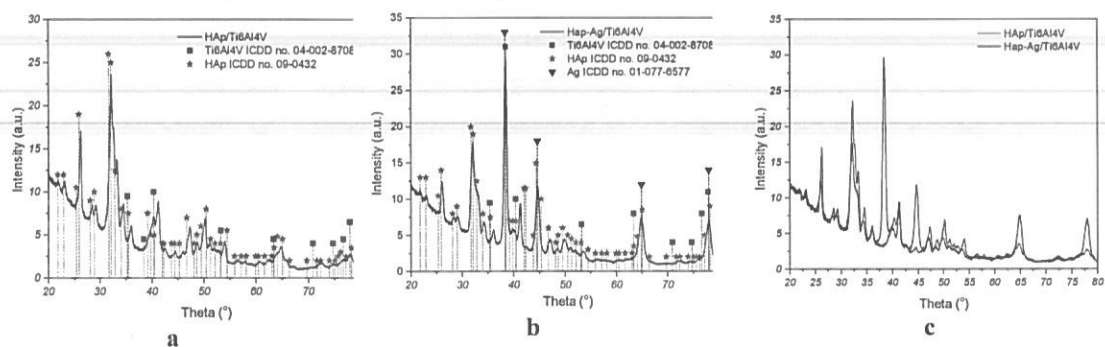 30
25
20
15
10
5
0
Intensity (a.u.)
HAp/Ti6Al4V
Ti6Al4V ICDD no. 04-002-8708
HAp ICDD no. 09-0432
20 30 40 50 60 70
Theta (°)
a
35
30
25
20
15
10
5
0
Intensity (a.u.)
Hap-Ag/Ti6Al4V
Ti6Al4V ICDD no. 04-002-8708
HAp ICDD no. 09-0432
Ag ICDD no. 01-077-6577
20 30 40 50 60 70
Theta (°)
b
35
30
25
20
15
10
5
0
Intensity (a.u.)
HAp/Ti6Al4V
Hap-Ag/Ti6Al4V
20 25 30 35 40 45 50 55 60 65 70 75 80
Theta (°)
c